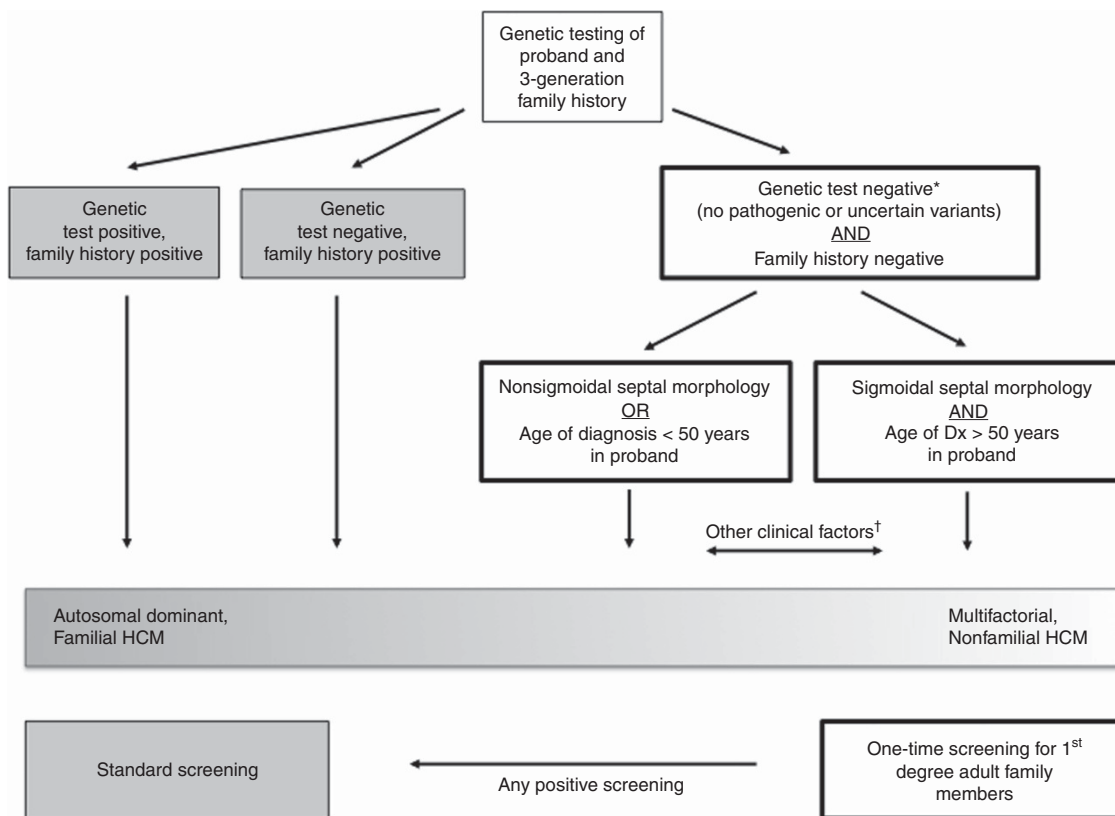 Genetic testing of
proband and
3-generation
family history
Genetic
test positive,
family history positive
Genetic
test negative,
family history positive
Genetic test negative*
(no pathogenic or uncertain variants)
AND
Family history negative
Nonsigmoidal septal morphology
OR
Age of diagnosis < 50 years
in proband
Sigmoidal septal morphology
AND
Age of Dx > 50 years
in proband
Other clinical factors†
Autosomal dominant,
Familial HCM
Multifactorial,
Nonfamilial HCM
Standard screening
Any positive screening
One-time screening for 1st
degree adult family
members